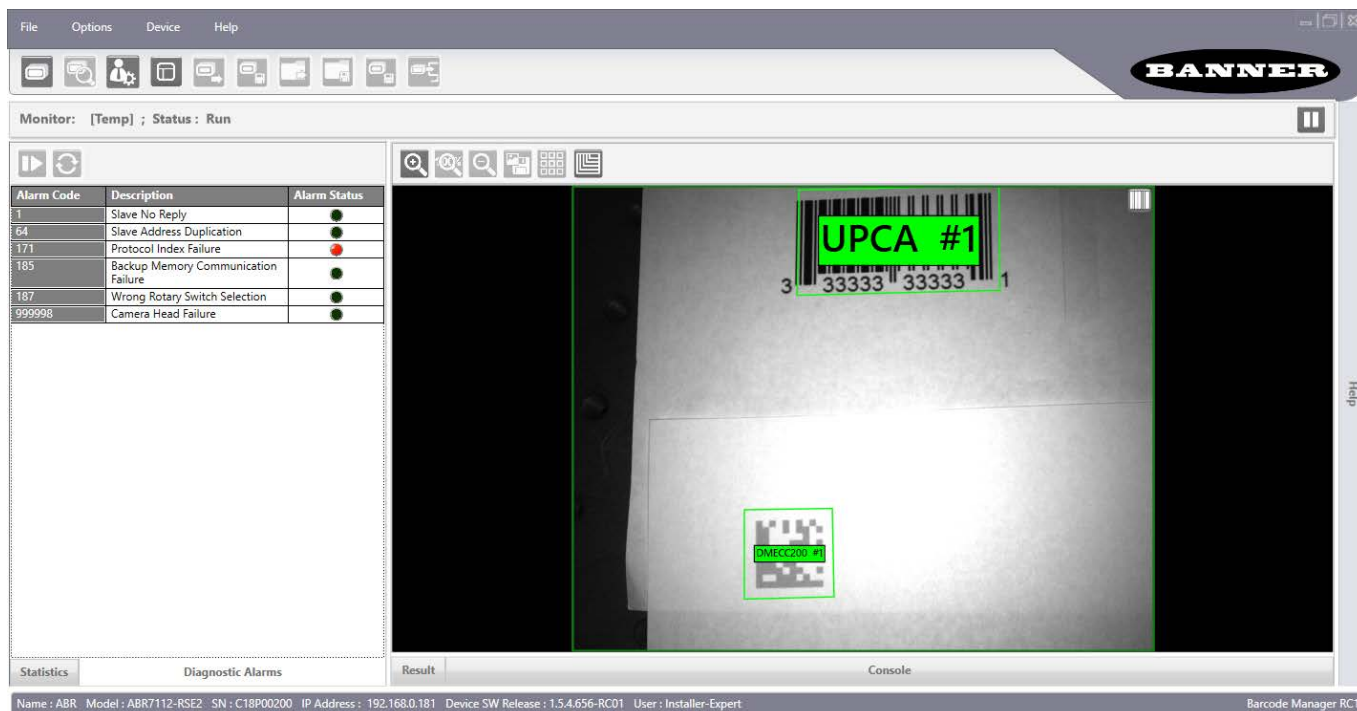 File Options Device Help
BANNER
Monitor: [Temp] ; Status : Run
Alarm Code Description Alarm Status
1 Slave No Reply
64 Slave Address Duplication
171 Protocol Index Failure
185 Backup Memory Communication
Failure
187 Wrong Rotary Switch Selection
999998 Camera Head Failure
UPCA #1
3 33333 33333 1
DMECC200 #1
Help
Statistics Diagnostic Alarms Result Console
Name : ABR Model : ABR7112-RSE2 SN : C18P00200 IP Address : 192.168.0.181 Device SW Release : 1.5.4.656-RC01 User : Installer-Expert Barcode Manager RC1